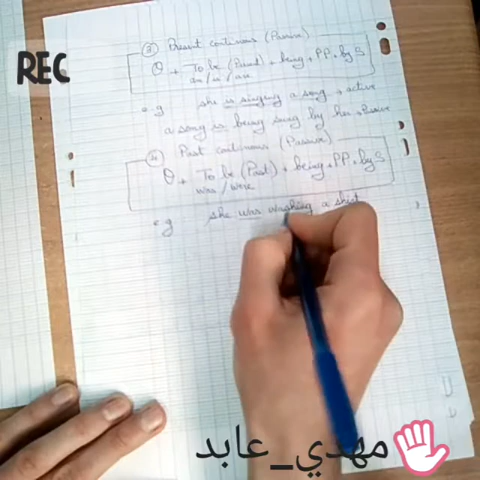 REC
③ Present continuous (Passive)
O + To be (Present) + being + PP + by S
am / is / are
e.g she is singing a song → active
a song is being sung by her → Passive
④ Past continuous (Passive)
O + To be (Past) + being + PP + by S
was / were
e.g she was washing a shirt
مهدي_عابد